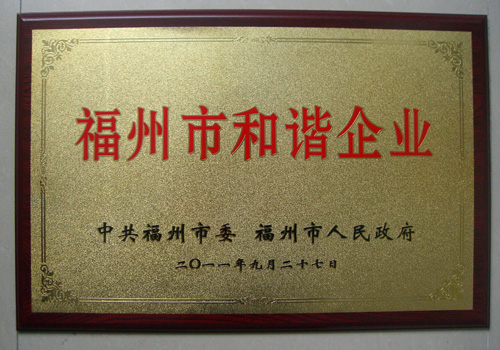 福州市和谐企业
中共福州市委 福州市人民政府
二〇一一年九月二十七日